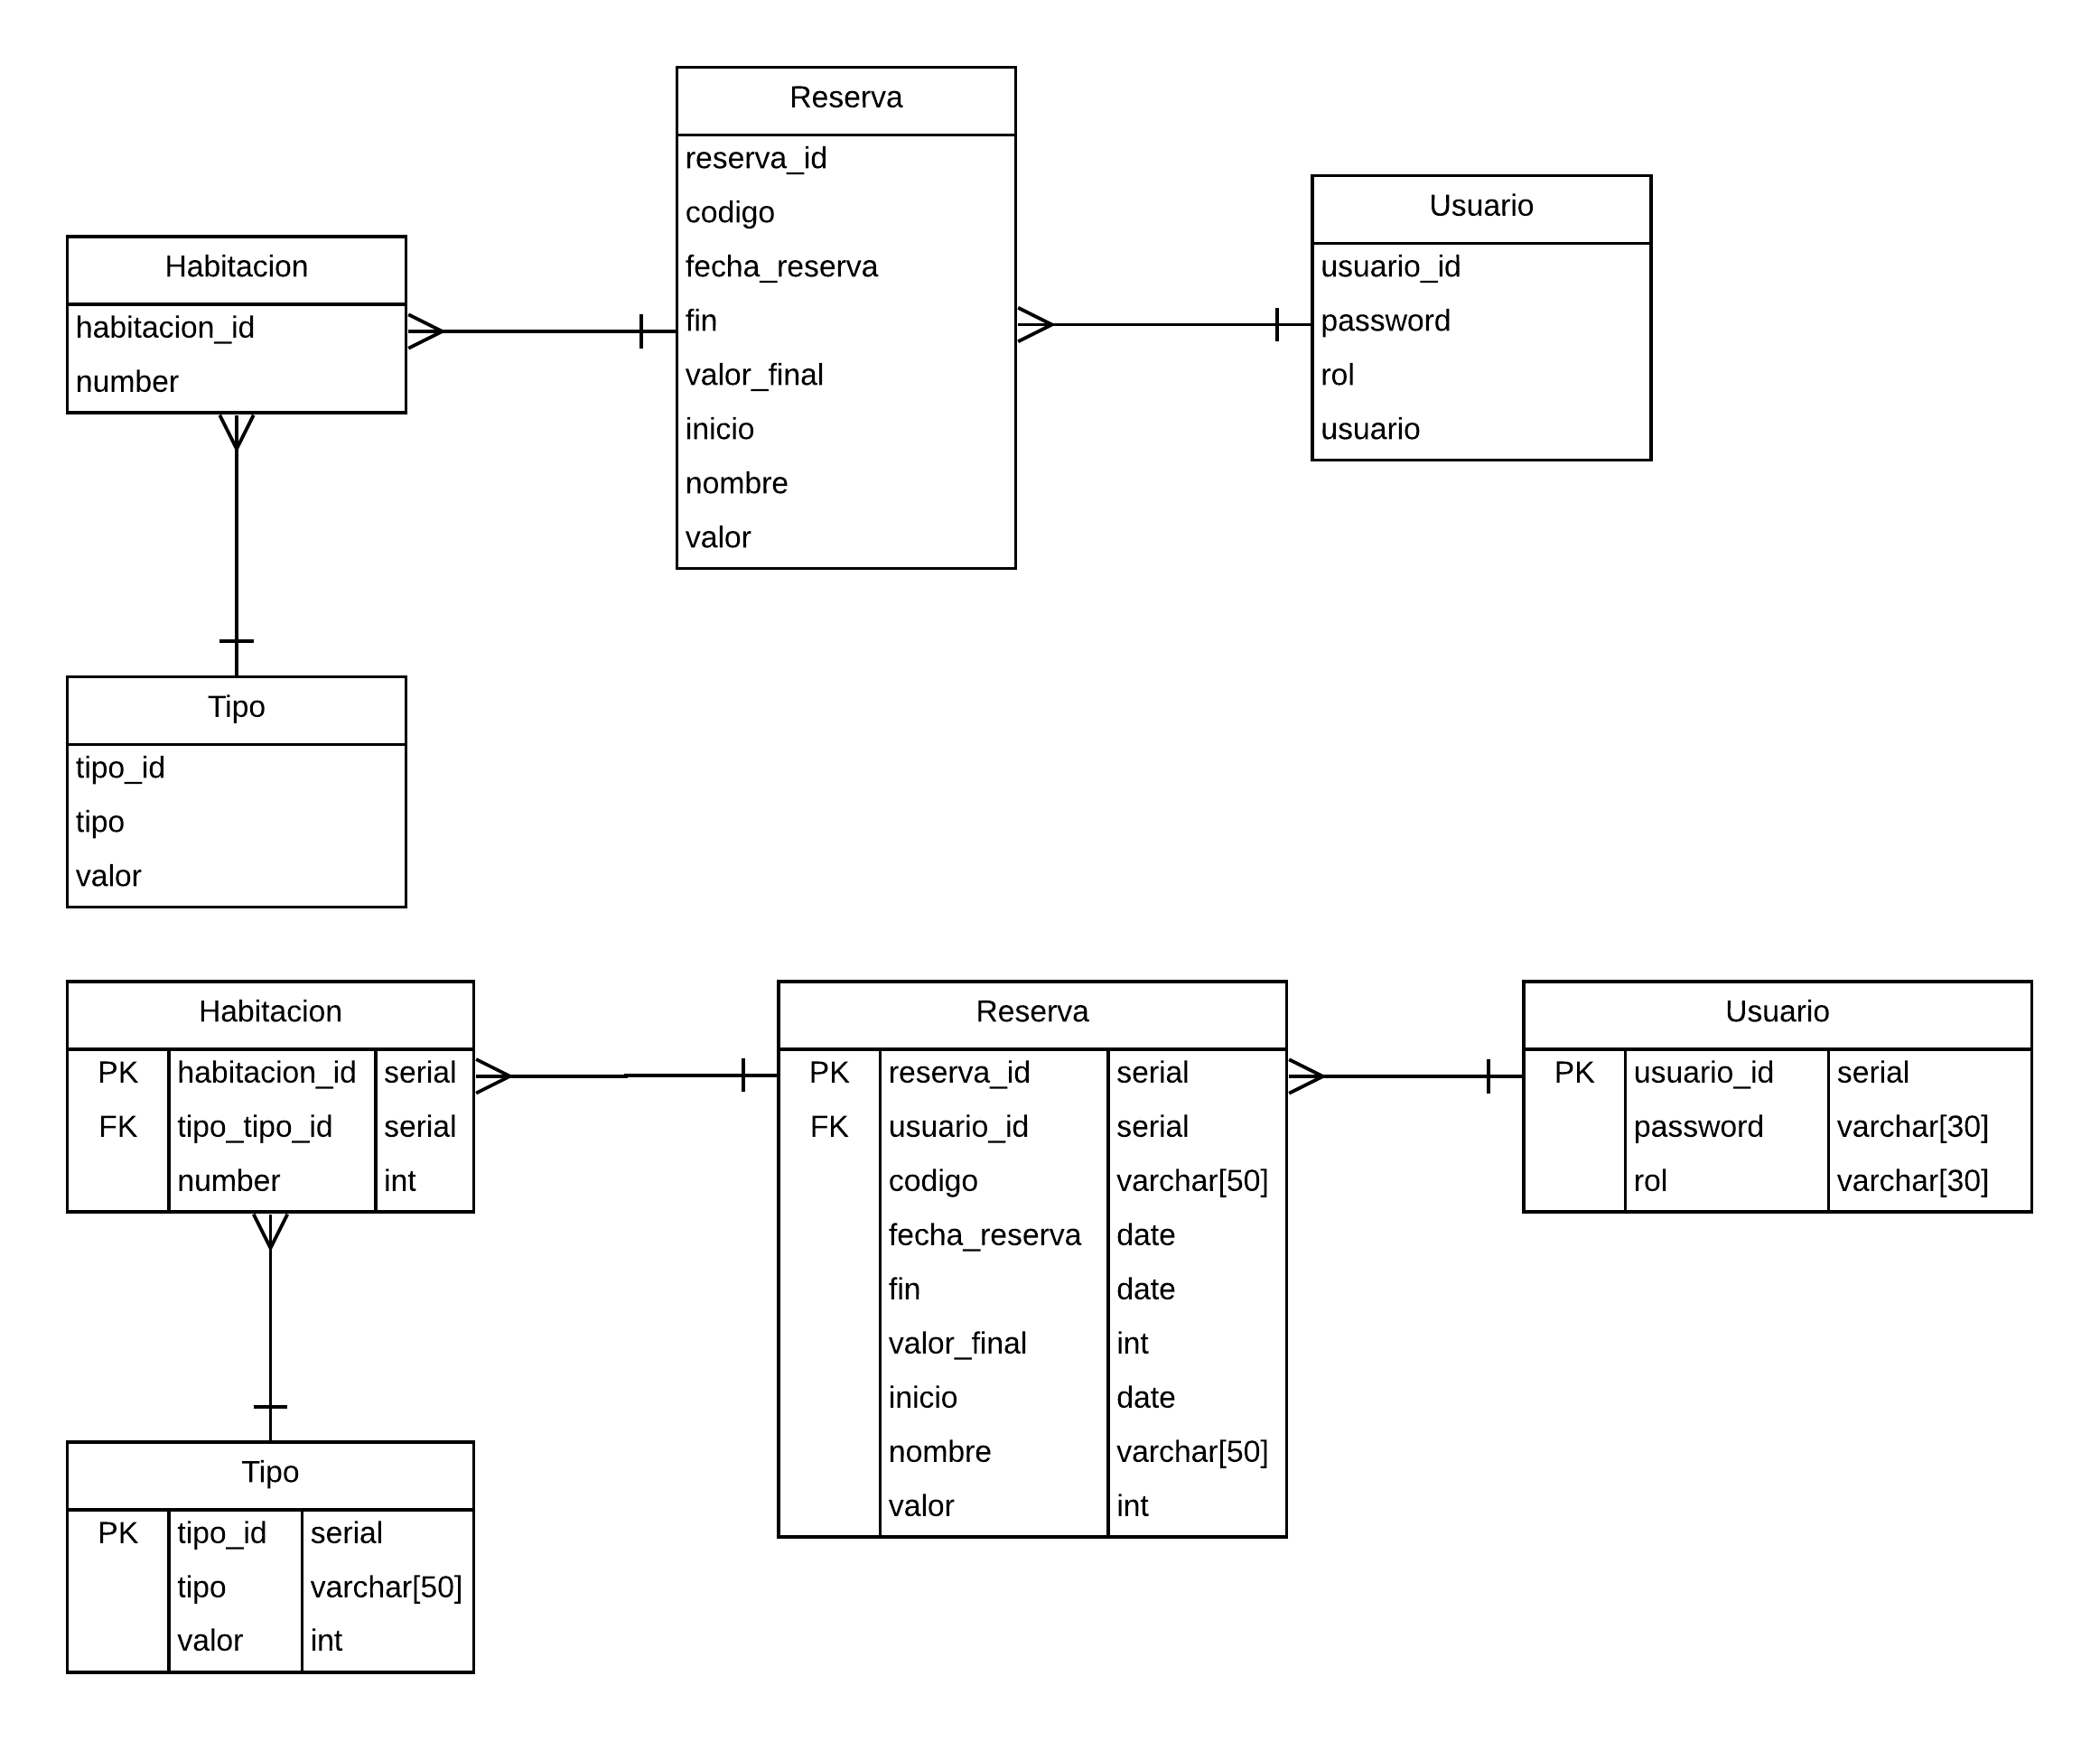 Reserva
reserva_id
codigo
fecha_reserva
fin
valor_final
inicio
nombre
valor
Usuario
usuario_id
password
rol
usuario
Habitacion
habitacion_id
number
Tipo
tipo_id
tipo
valor
Habitacion
PK habitacion_id serial
FK tipo_tipo_id serial
number int
Reserva
PK reserva_id serial
FK usuario_id serial
codigo varchar[50]
fecha_reserva date
fin date
valor_final int
inicio date
nombre varchar[50]
valor int
Usuario
PK usuario_id serial
password varchar[30]
rol varchar[30]
Tipo
PK tipo_id serial
tipo varchar[50]
valor int